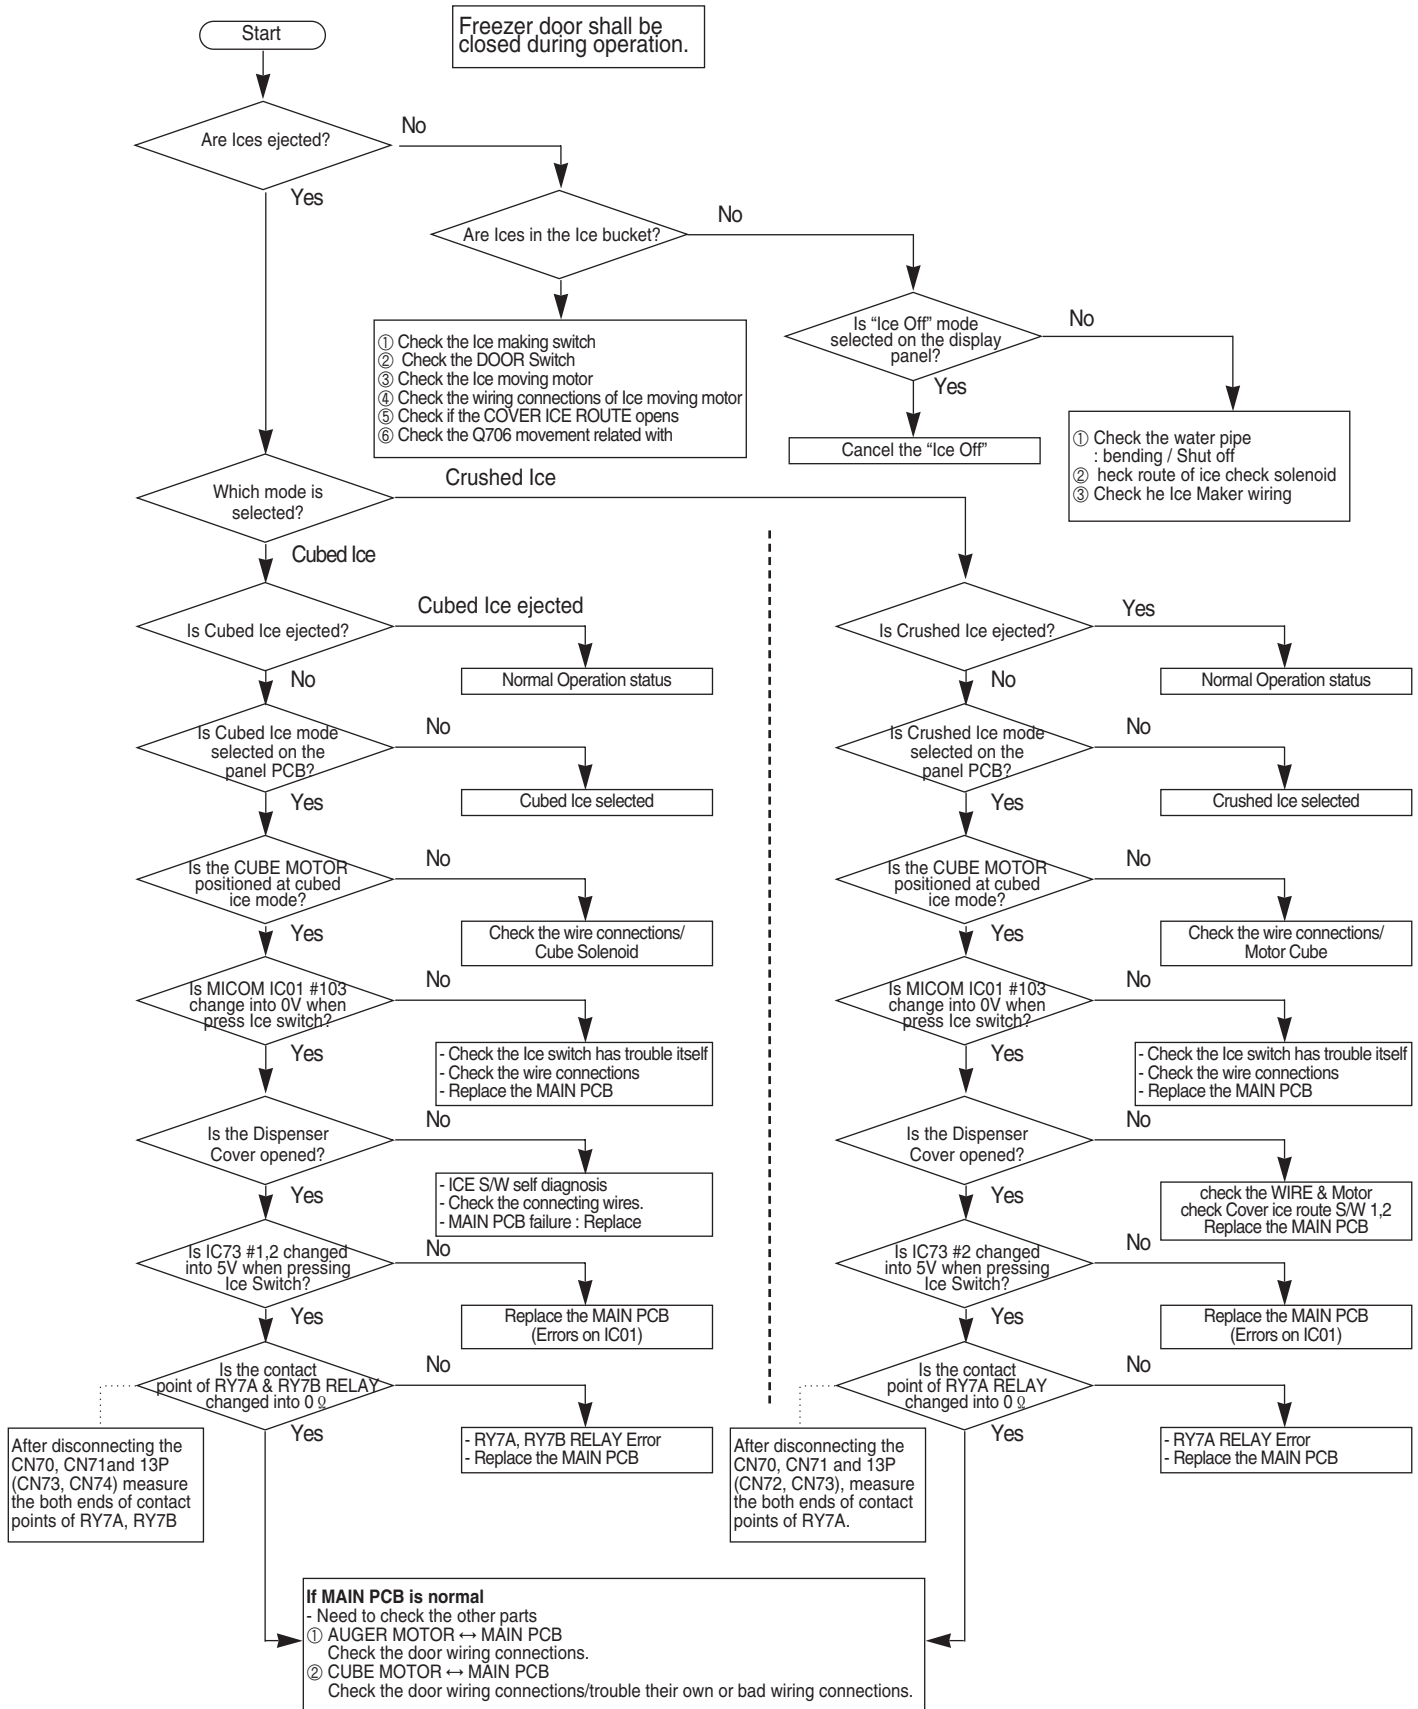 Start
Freezer door shall be
closed during operation.
Are Ices ejected?
No
Yes
Are Ices in the Ice bucket?
No
① Check the Ice making switch
② Check the DOOR Switch
③ Check the Ice moving motor
④ Check the wiring connections of Ice moving motor
⑤ Check if the COVER ICE ROUTE opens
⑥ Check the Q706 movement related with
Is “Ice Off” mode
selected on the display
panel?
No
Yes
Cancel the “Ice Off”
① Check the water pipe
: bending / Shut off
② heck route of ice check solenoid
③ Check he Ice Maker wiring
Which mode is
selected?
Crushed Ice
Cubed Ice
Is Cubed Ice ejected?
Cubed Ice ejected
Normal Operation status
No
Is Cubed Ice mode
selected on the
panel PCB?
No
Cubed Ice selected
Yes
Is the CUBE MOTOR
positioned at cubed
ice mode?
No
Check the wire connections/
Cube Solenoid
Yes
Is MICOM IC01 #103
change into 0V when
press Ice switch?
No
- Check the Ice switch has trouble itself
- Check the wire connections
- Replace the MAIN PCB
Yes
Is the Dispenser
Cover opened?
No
- ICE S/W self diagnosis
- Check the connecting wires.
- MAIN PCB failure : Replace
Yes
Is IC73 #1,2 changed
into 5V when pressing
Ice Switch?
No
Replace the MAIN PCB
(Errors on IC01)
Yes
Is the contact
point of RY7A & RY7B RELAY
changed into 0 Ω
No
- RY7A, RY7B RELAY Error
- Replace the MAIN PCB
Yes
After disconnecting the
CN70, CN71and 13P
(CN73, CN74) measure
the both ends of contact
points of RY7A, RY7B
Is Crushed Ice ejected?
Yes
Normal Operation status
No
Is Crushed Ice mode
selected on the
panel PCB?
No
Crushed Ice selected
Yes
Is the CUBE MOTOR
positioned at cubed
ice mode?
No
Check the wire connections/
Motor Cube
Yes
Is MICOM IC01 #103
change into 0V when
press Ice switch?
No
- Check the Ice switch has trouble itself
- Check the wire connections
- Replace the MAIN PCB
Yes
Is the Dispenser
Cover opened?
No
check the WIRE & Motor
check Cover ice route S/W 1,2
Replace the MAIN PCB
Yes
Is IC73 #2 changed
into 5V when pressing
Ice Switch?
No
Replace the MAIN PCB
(Errors on IC01)
Yes
Is the contact
point of RY7A RELAY
changed into 0 Ω
No
- RY7A RELAY Error
- Replace the MAIN PCB
Yes
After disconnecting the
CN70, CN71 and 13P
(CN72, CN73), measure
the both ends of contact
points of RY7A.
If MAIN PCB is normal
- Need to check the other parts
① AUGER MOTOR ↔ MAIN PCB
Check the door wiring connections.
② CUBE MOTOR ↔ MAIN PCB
Check the door wiring connections/trouble their own or bad wiring connections.